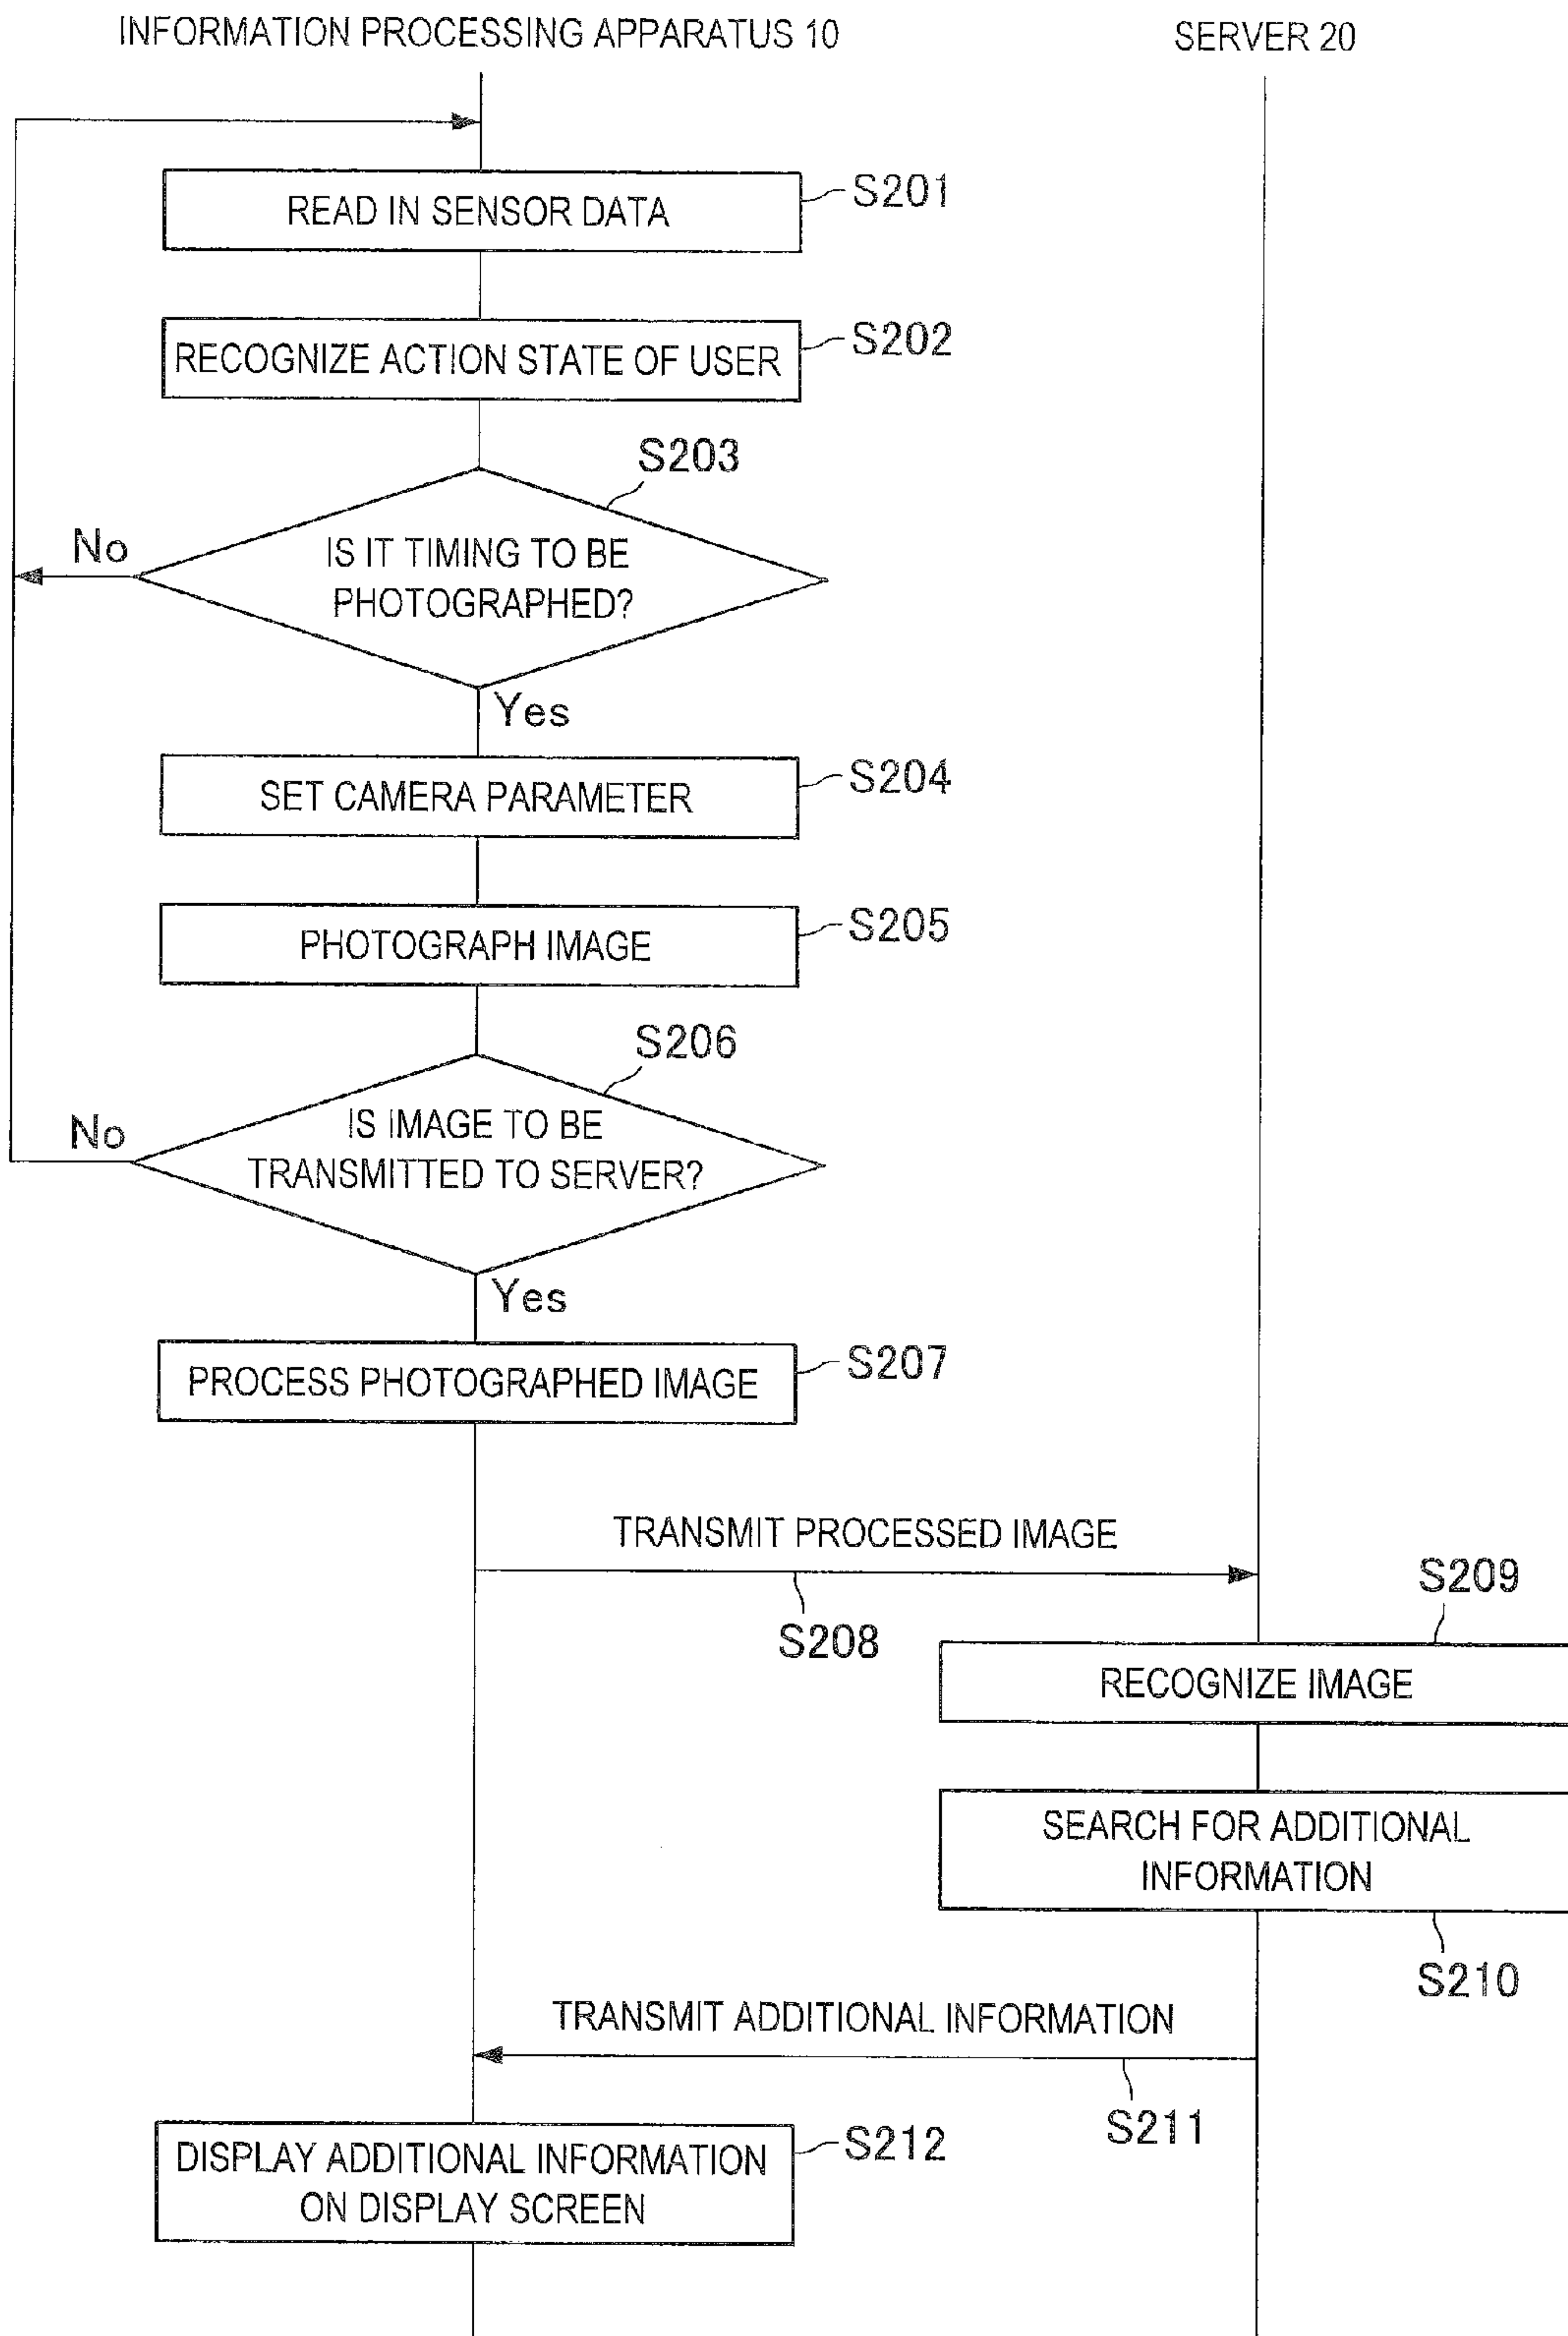 INFORMATION PROCESSING APPARATUS 10
SERVER 20
READ IN SENSOR DATA
S201
RECOGNIZE ACTION STATE OF USER
S202
S203
IS IT TIMING TO BE
PHOTOGRAPHED?
No
Yes
SET CAMERA PARAMETER
S204
PHOTOGRAPH IMAGE
S205
S206
IS IMAGE TO BE
TRANSMITTED TO SERVER?
No
Yes
PROCESS PHOTOGRAPHED IMAGE
S207
TRANSMIT PROCESSED IMAGE
S208
S209
RECOGNIZE IMAGE
SEARCH FOR ADDITIONAL
INFORMATION
S210
TRANSMIT ADDITIONAL INFORMATION
S211
DISPLAY ADDITIONAL INFORMATION
ON DISPLAY SCREEN
S212